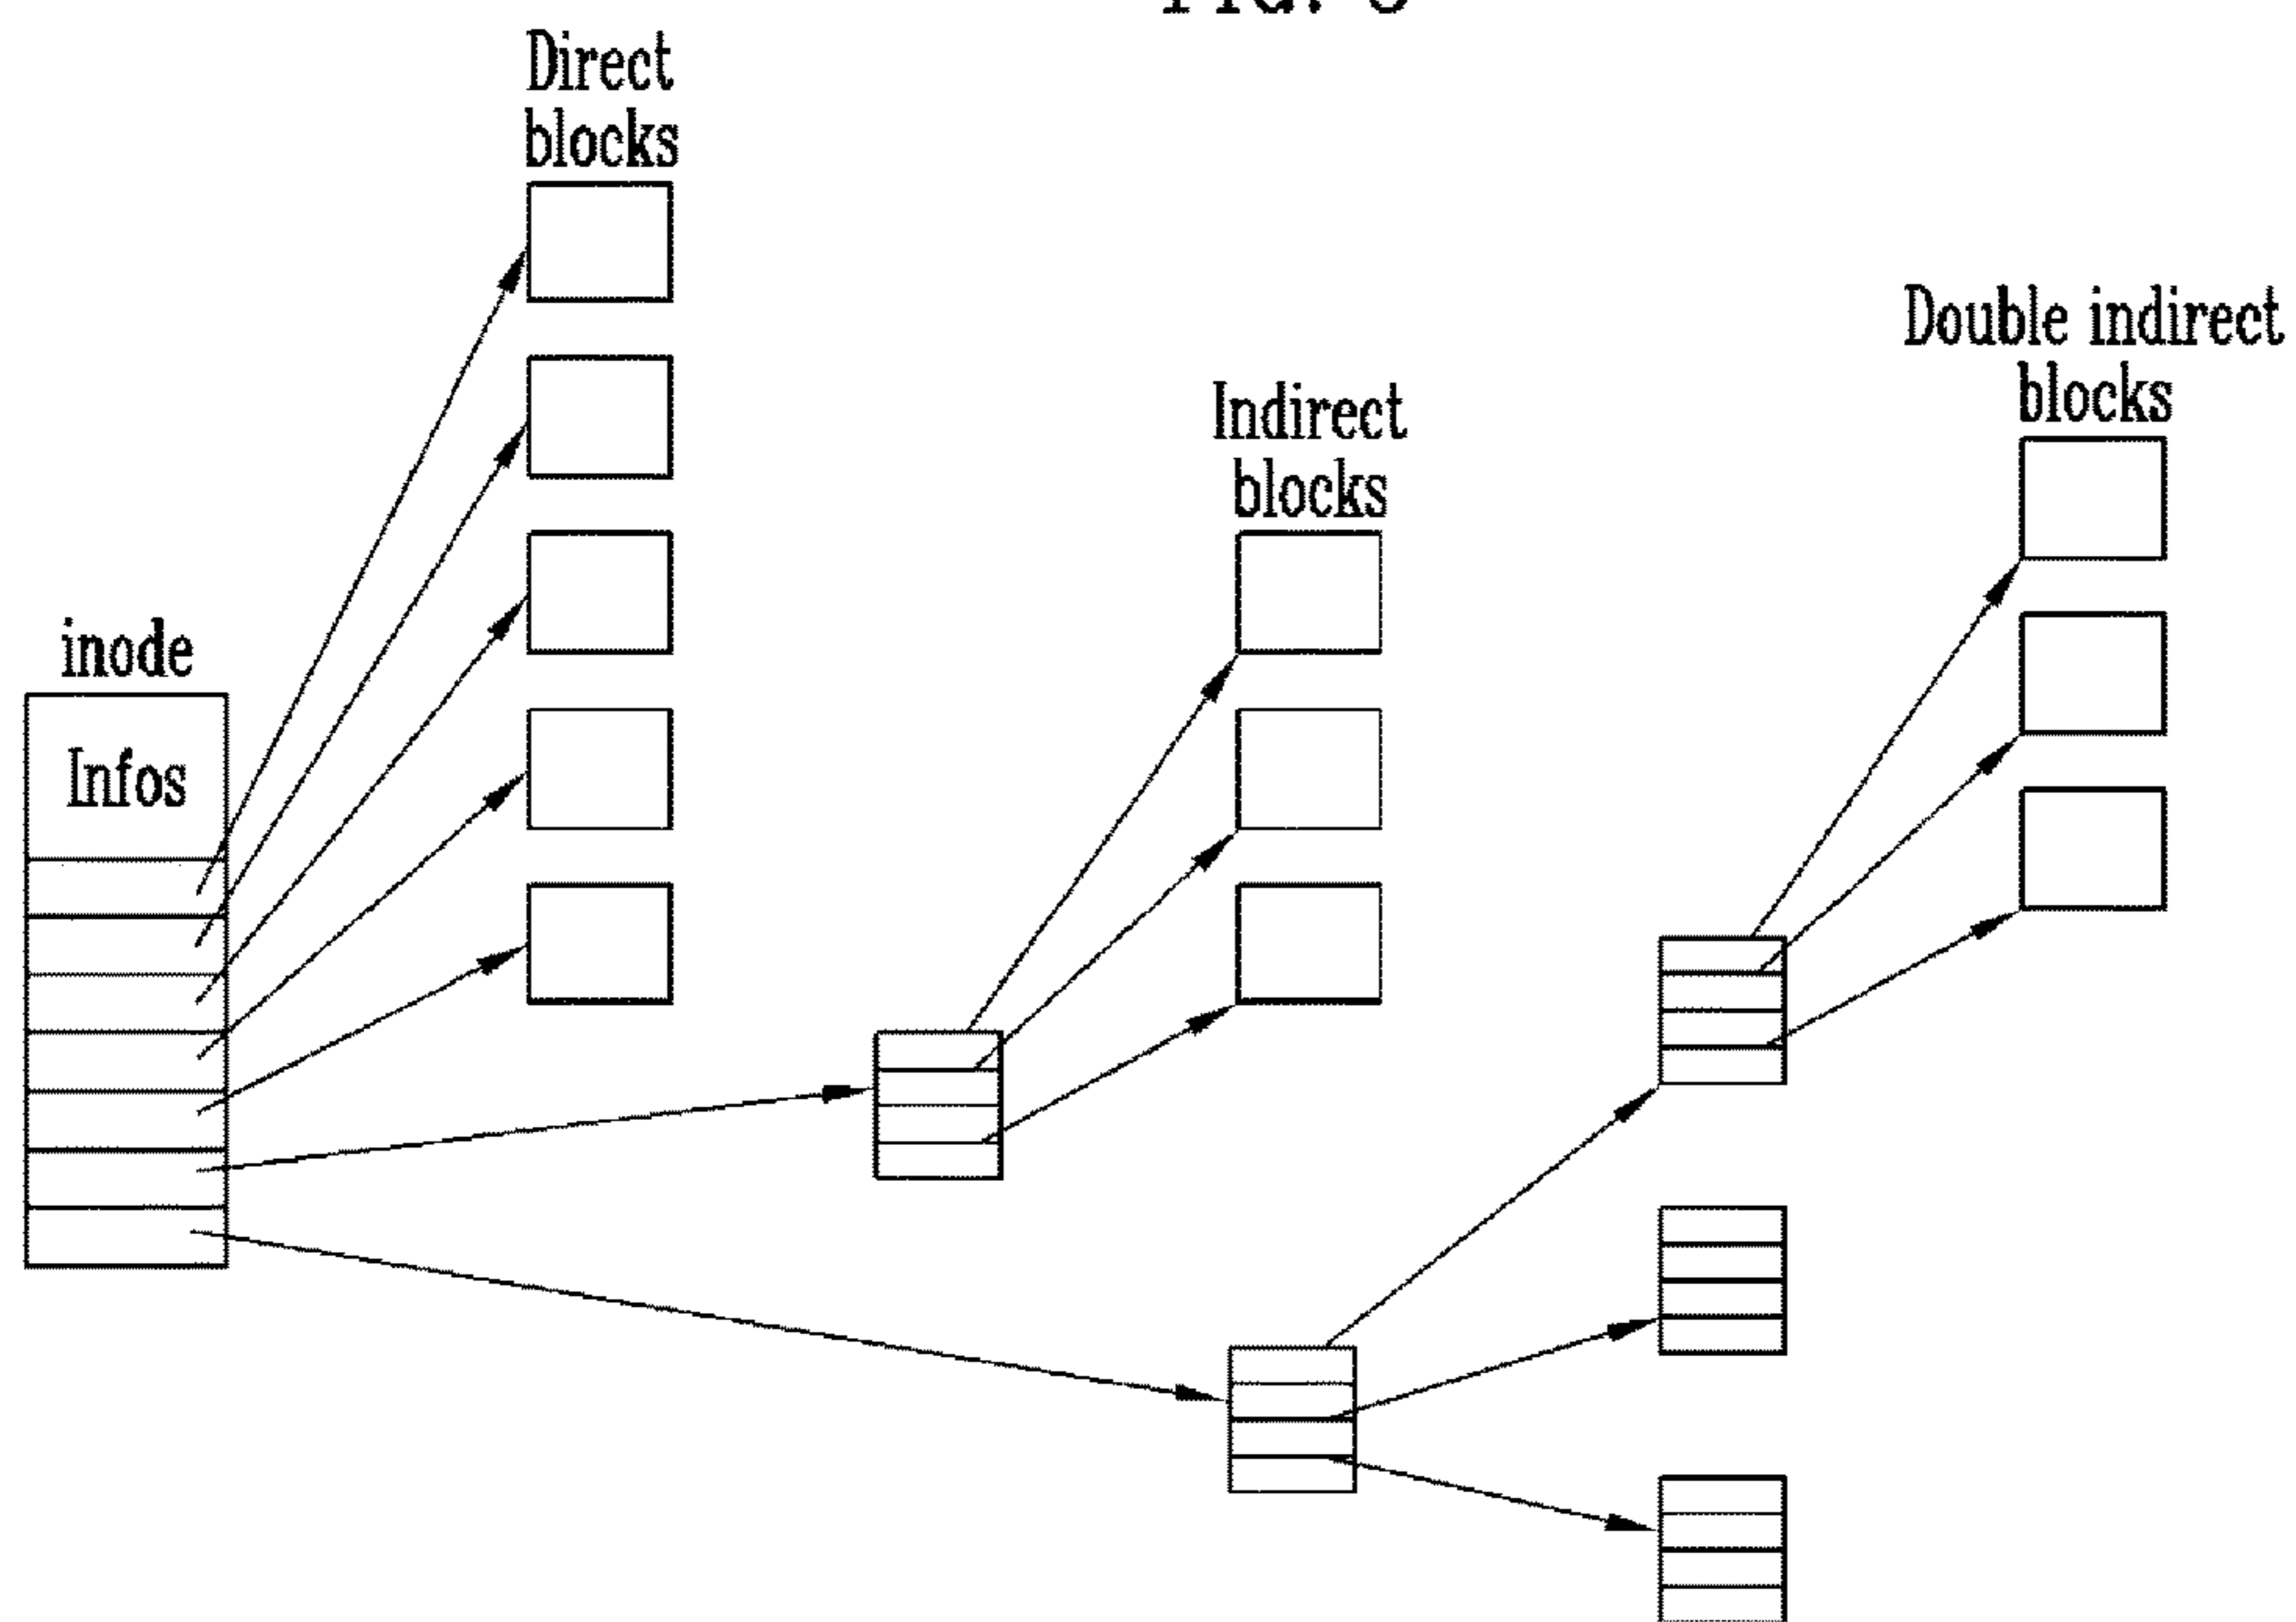 Direct
blocks
Double indirect
blocks
Indirect
blocks
inode
Infos